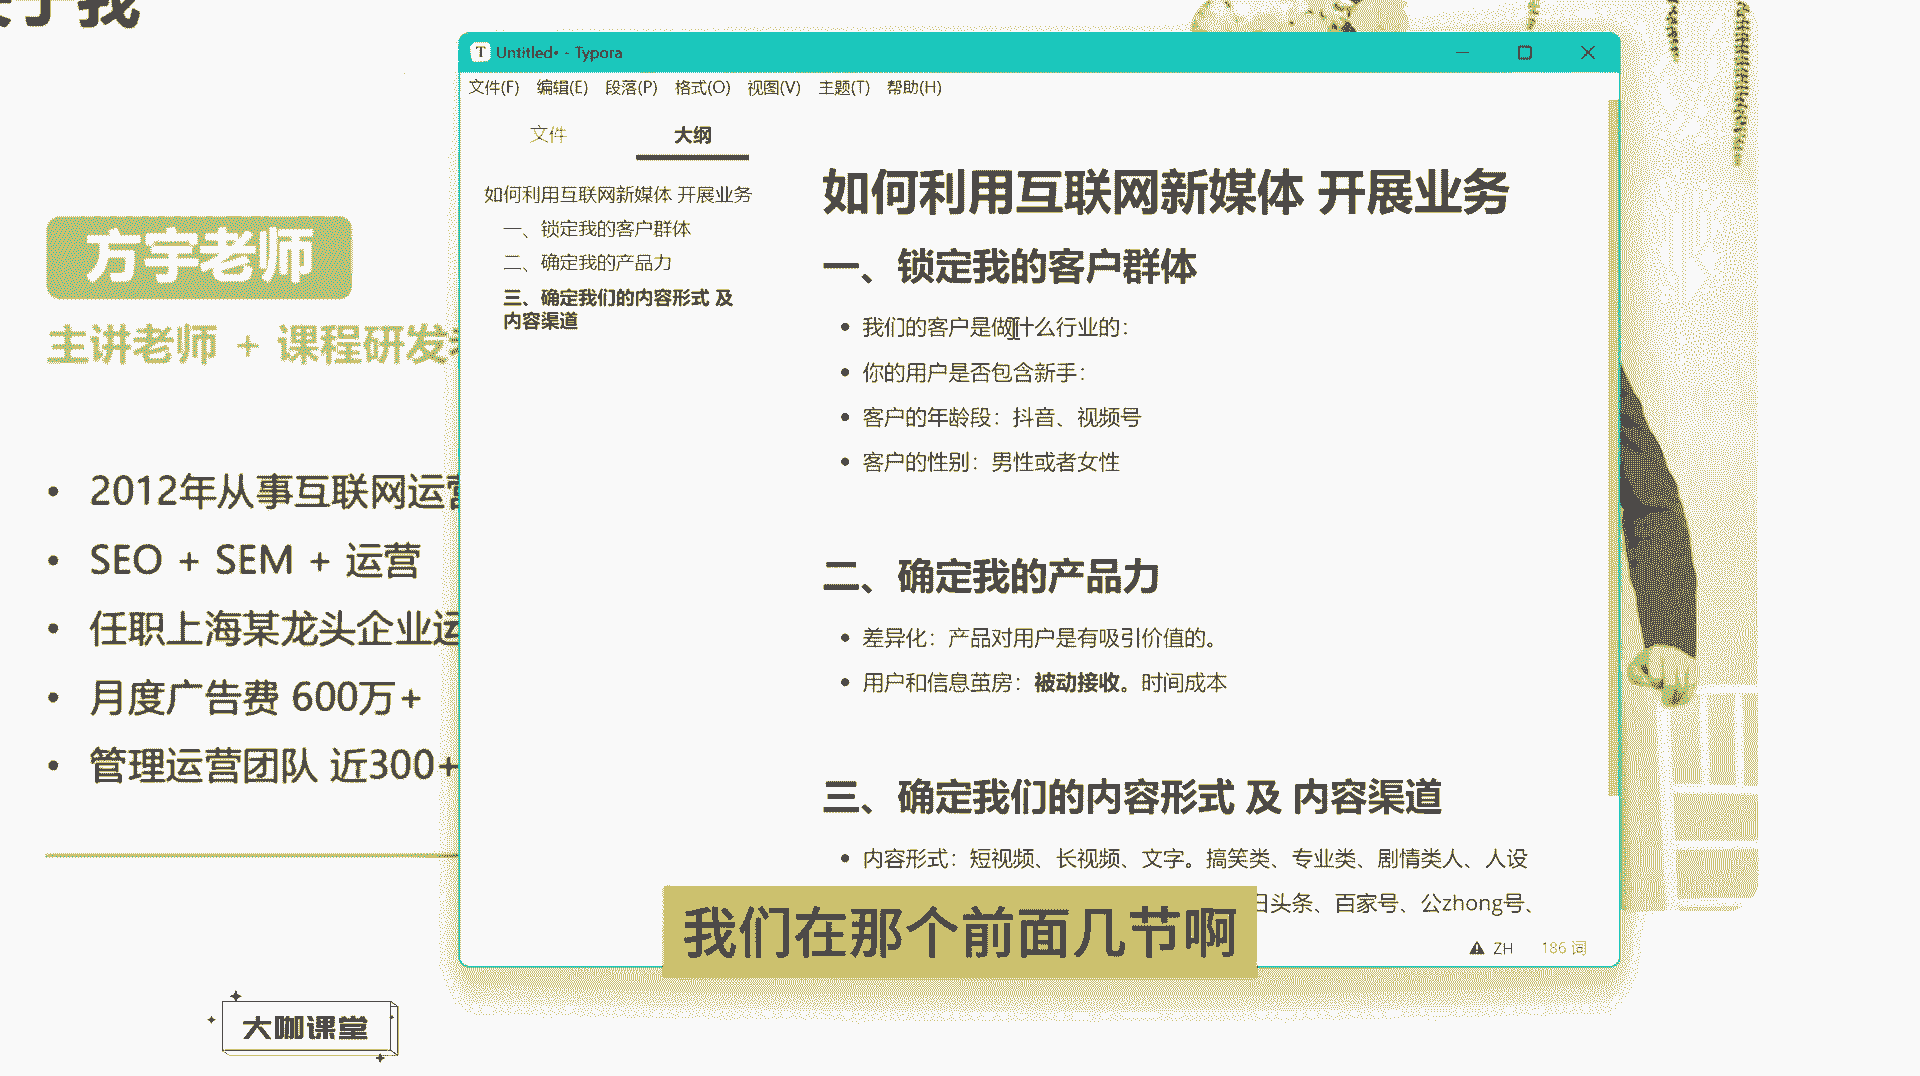 于我
方宇老师
主讲老师 + 课程研发
2012年从事互联网运营
SEO + SEM + 运营
任职上海某龙头企业运
月度广告费 600万+
管理运营团队 近300+
大咖课堂
Untitled• - Typora
文件(F) 编辑(E) 段落(P) 格式(O) 视图(V) 主题(T) 帮助(H)
文件 大纲
如何利用互联网新媒体 开展业务
一、锁定我的客户群体
二、确定我的产品力
三、确定我们的内容形式 及
内容渠道
如何利用互联网新媒体 开展业务
一、锁定我的客户群体
我们的客户是做什么行业的：
你的用户是否包含新手：
客户的年龄段：抖音、视频号
客户的性别：男性或者女性
二、确定我的产品力
差异化：产品对用户是有吸引价值的。
用户和信息茧房：被动接收。时间成本
三、确定我们的内容形式 及 内容渠道
内容形式：短视频、长视频、文字。搞笑类、专业类、剧情类人、人设
日头条、百家号、公zhong号、
ZH 186 词
我们在那个前面几节啊